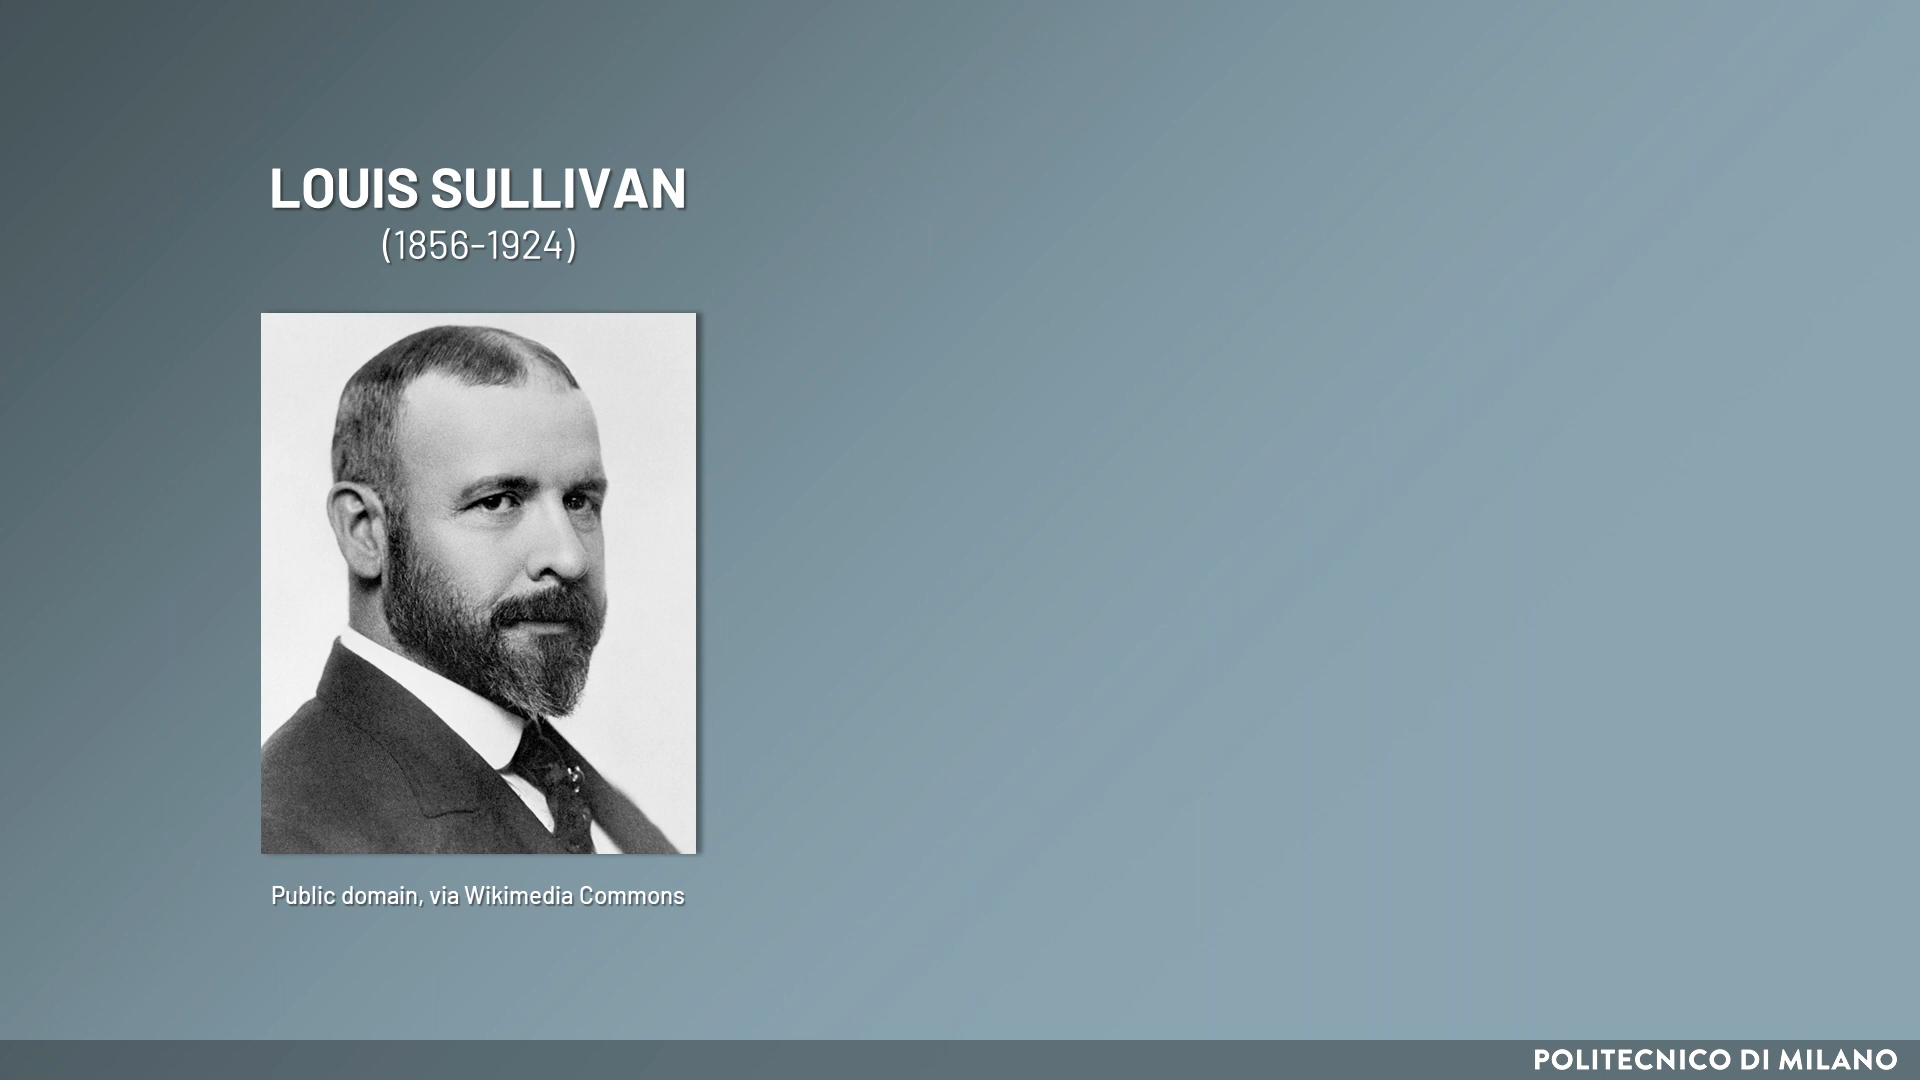 LOUIS SULLIVAN
(1856-1924)
Public domain, via Wikimedia Commons
POLITECNICO DI MILANO